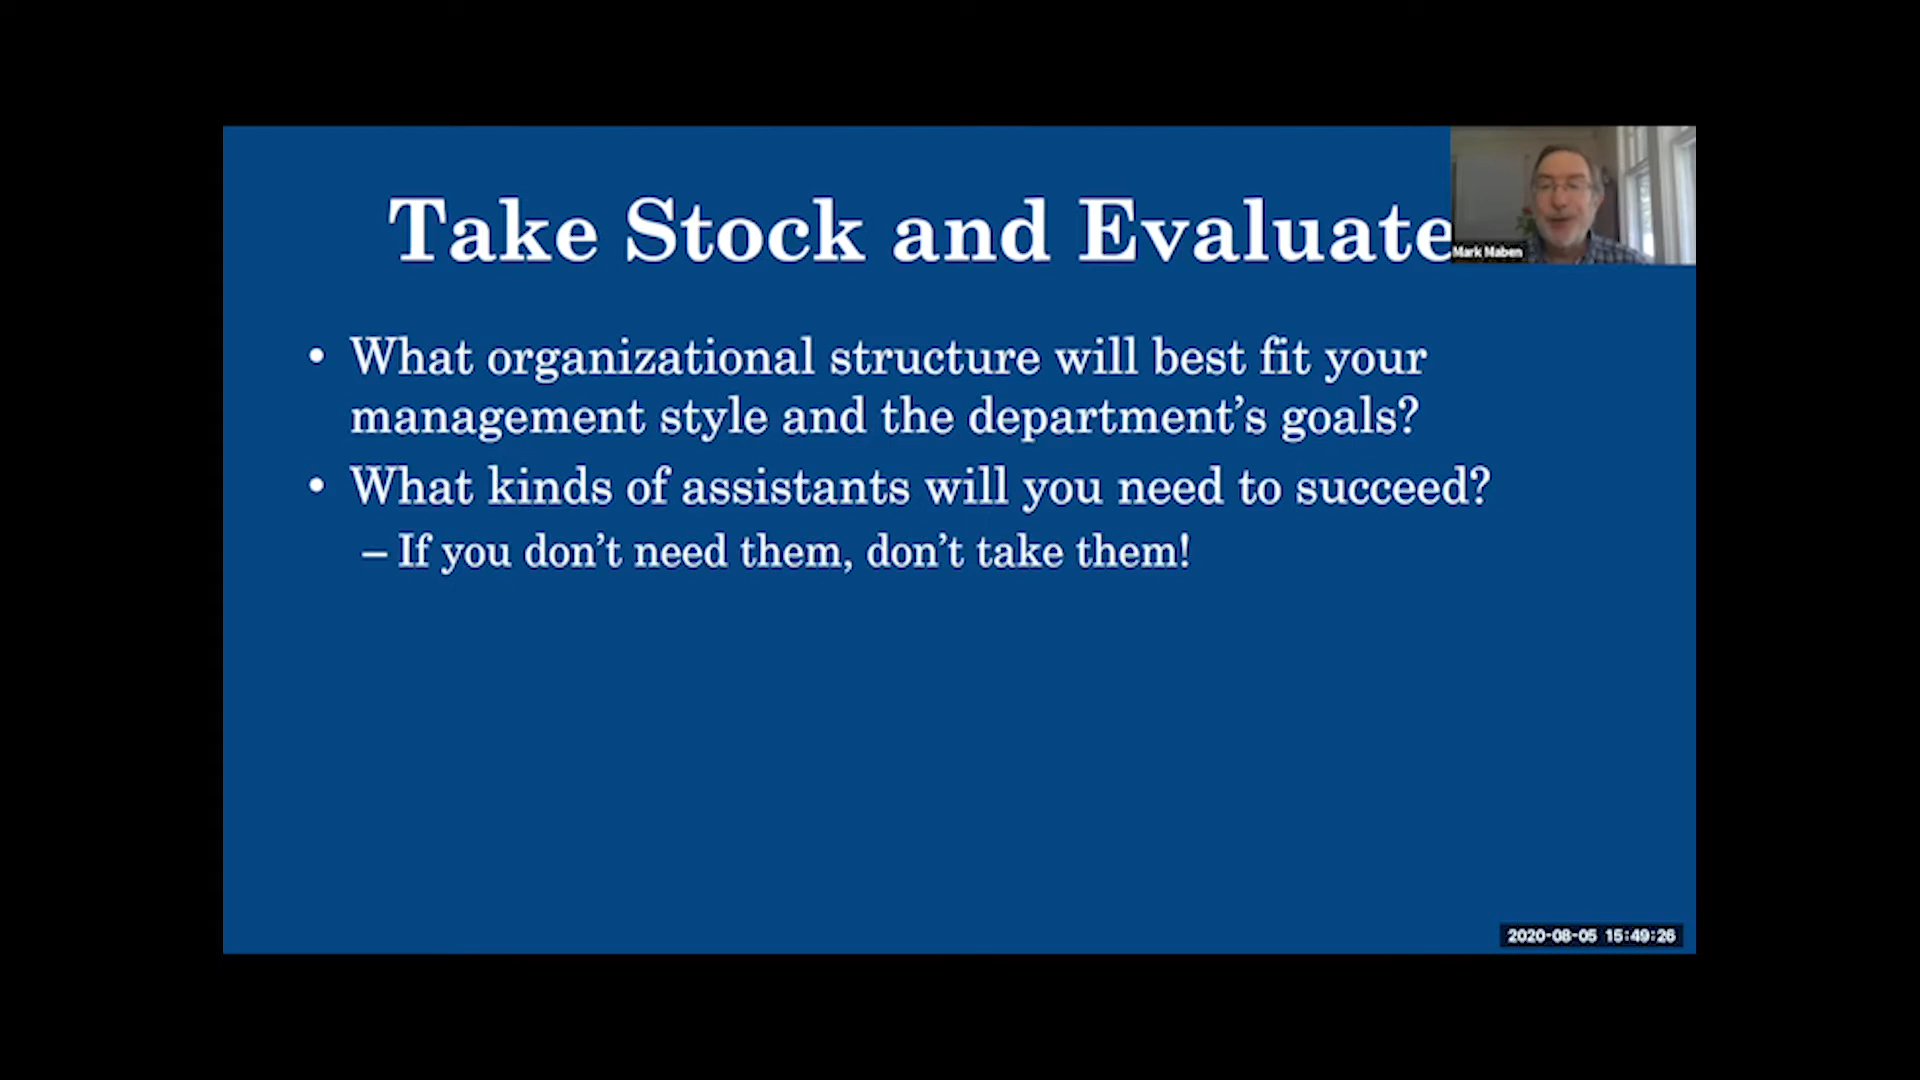 Take Stock and Evaluate
Mark Maben
• What organizational structure will best fit your
management style and the department’s goals?
• What kinds of assistants will you need to succeed?
– If you don’t need them, don’t take them!
2020-08-05 15:49:26